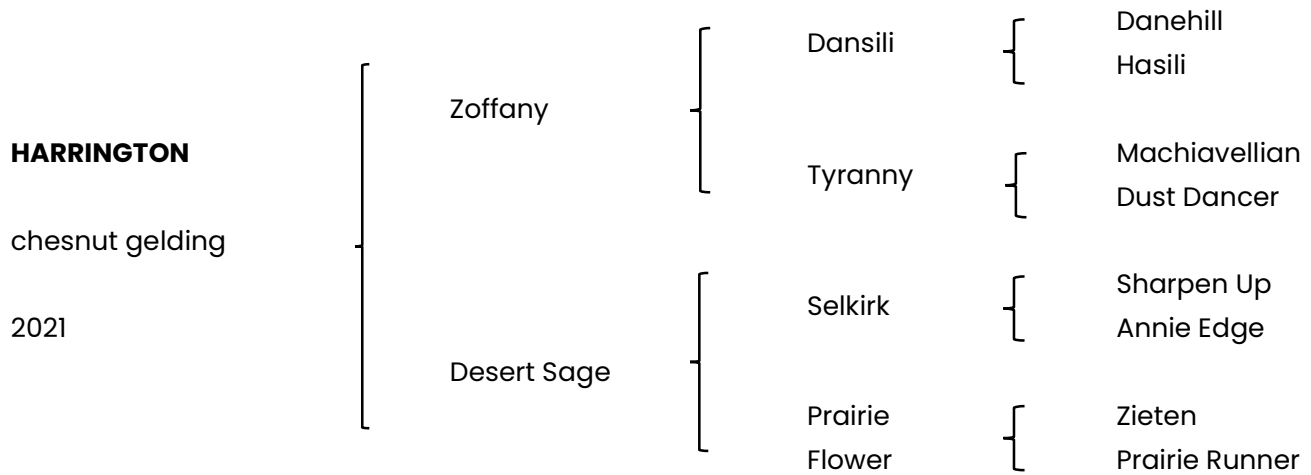 HARRINGTON
chesnut gelding
2021
Zoffany
Desert Sage
Dansili
Tyranny
Selkirk
Prairie
Flower
Danehill
Hasili
Machiavellian
Dust Dancer
Sharpen Up
Annie Edge
Zieten
Prairie Runner